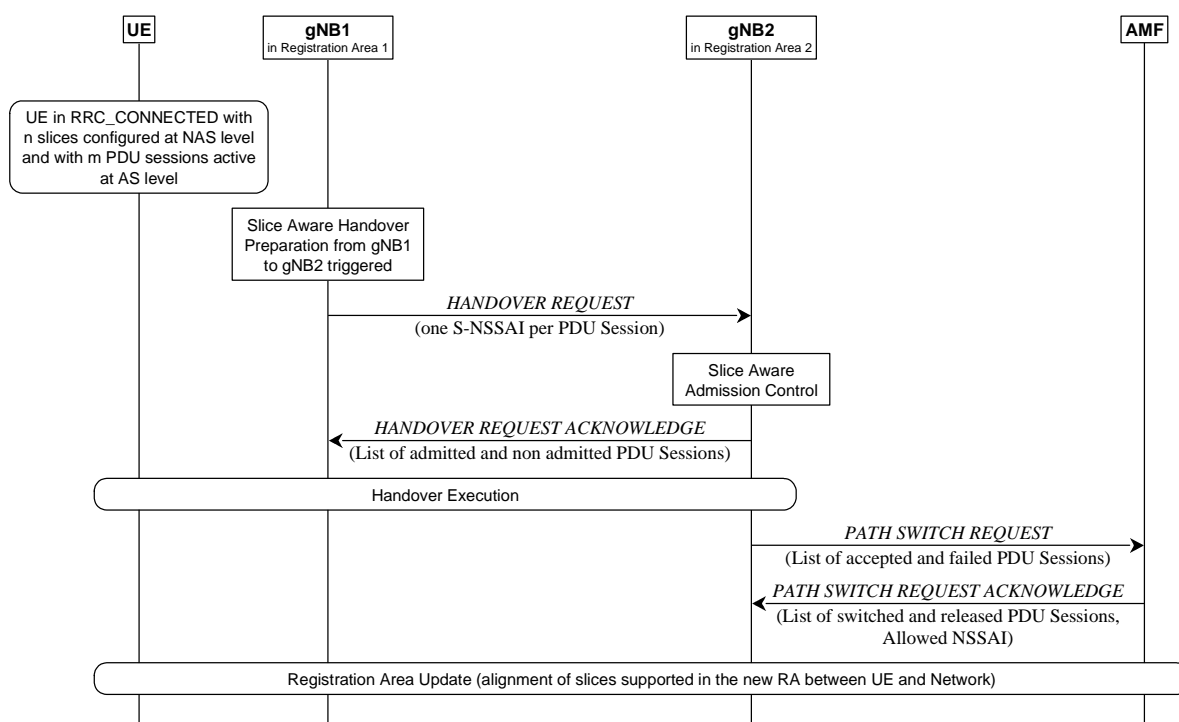 UE
gNB1
in Registration Area 1
gNB2
in Registration Area 2
AMF
UE in RRC_CONNECTED with
n slices configured at NAS level
and with m PDU sessions active
at AS level
Slice Aware Handover
Preparation from gNB1
to gNB2 triggered
HANDOVER REQUEST
(one S-NSSAI per PDU Session)
Slice Aware
Admission Control
HANDOVER REQUEST ACKNOWLEDGE
(List of admitted and non admitted PDU Sessions)
Handover Execution
PATH SWITCH REQUEST
(List of accepted and failed PDU Sessions)
PATH SWITCH REQUEST ACKNOWLEDGE
(List of switched and released PDU Sessions,
Allowed NSSAI)
Registration Area Update (alignment of slices supported in the new RA between UE and Network)